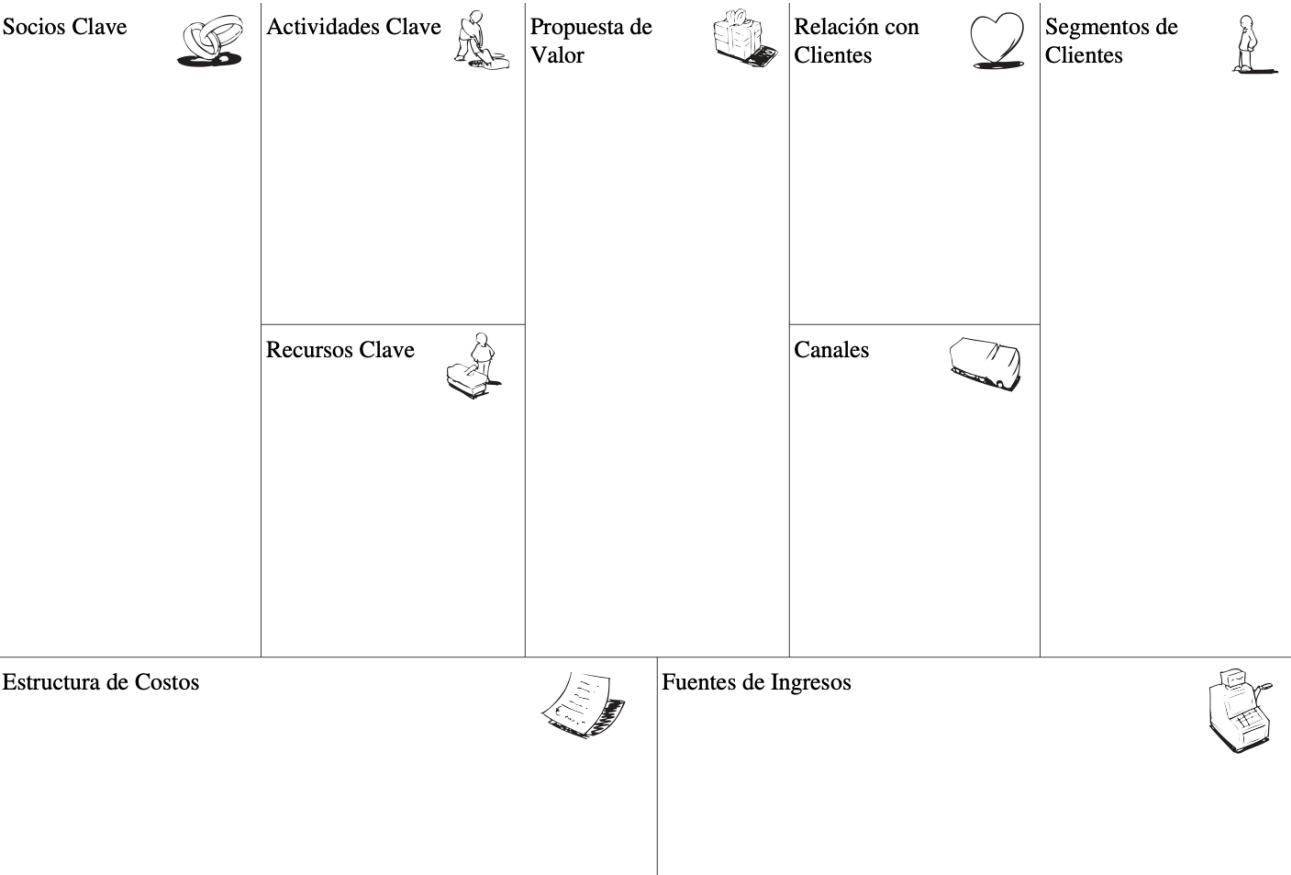 Socios Clave
Actividades Clave
Propuesta de
Valor
Relación con
Clientes
Segmentos de
Clientes
Recursos Clave
Canales
Estructura de Costos
Fuentes de Ingresos